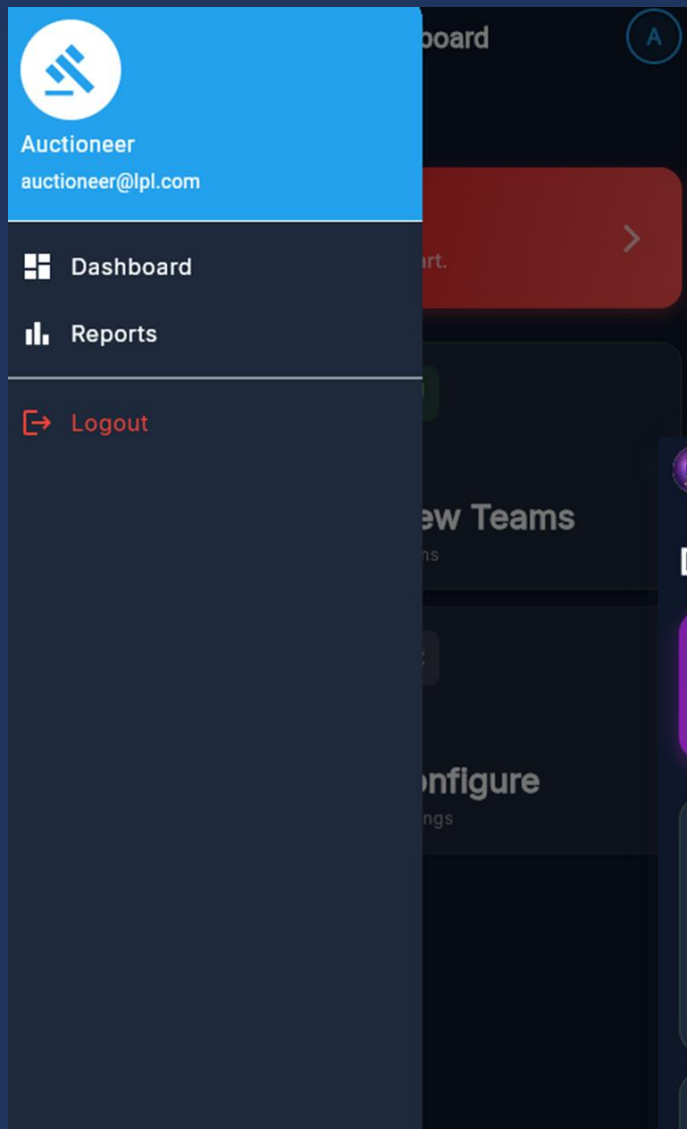 board
A
Auctioneer
auctioneer@lpl.com
Dashboard
art.
Reports
Logout
ew Teams
ns
onfigure
ngs